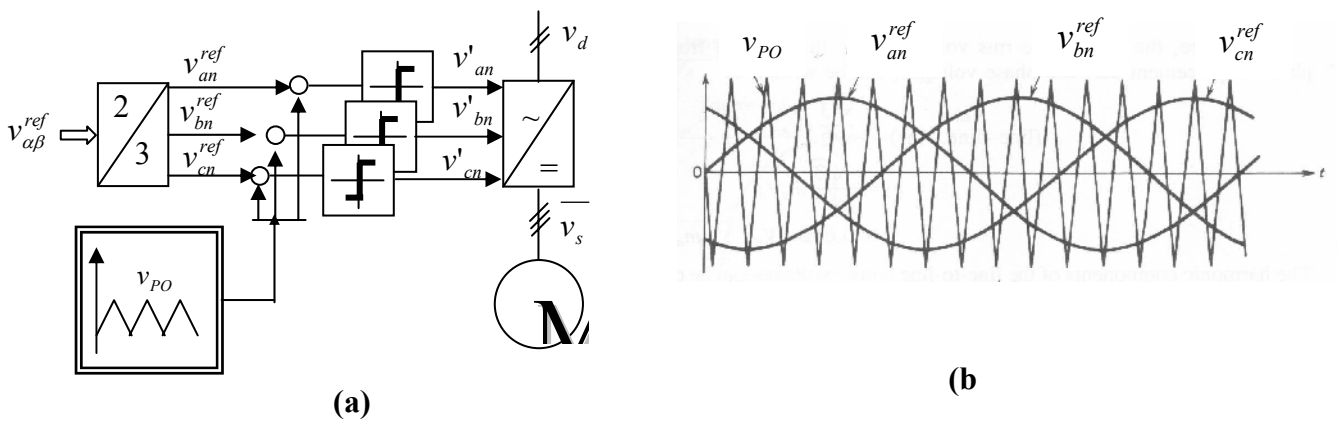 v_{αβ}^{ref}
2
3
v_{an}^{ref}
v_{bn}^{ref}
v_{cn}^{ref}
v'_{an}
v'_{bn}
v'_{cn}
v_d
~
=
v_s
M
v_{PO}
(a)
v_{PO}
v_{an}^{ref}
v_{bn}^{ref}
v_{cn}^{ref}
0
t
(b